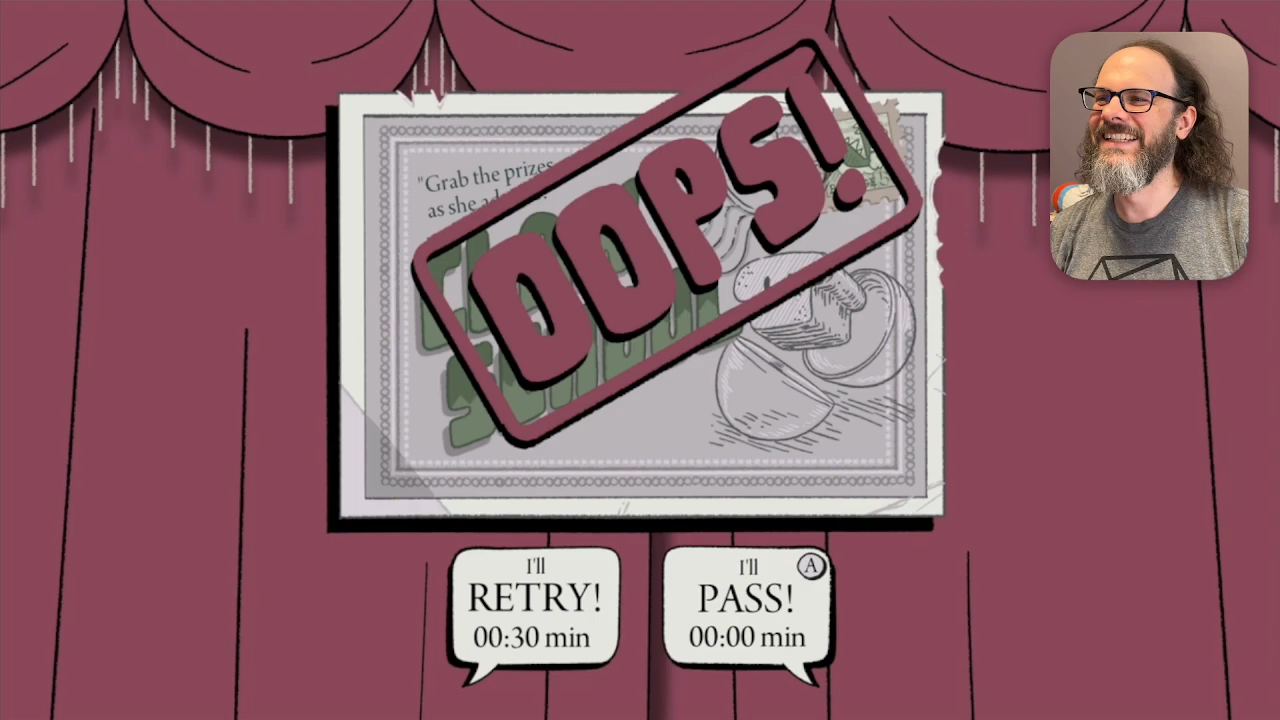 "Grab the prizes
as she
OOPS!
I'll
RETRY!
00:30 min
I'll
A
PASS!
00:00 min